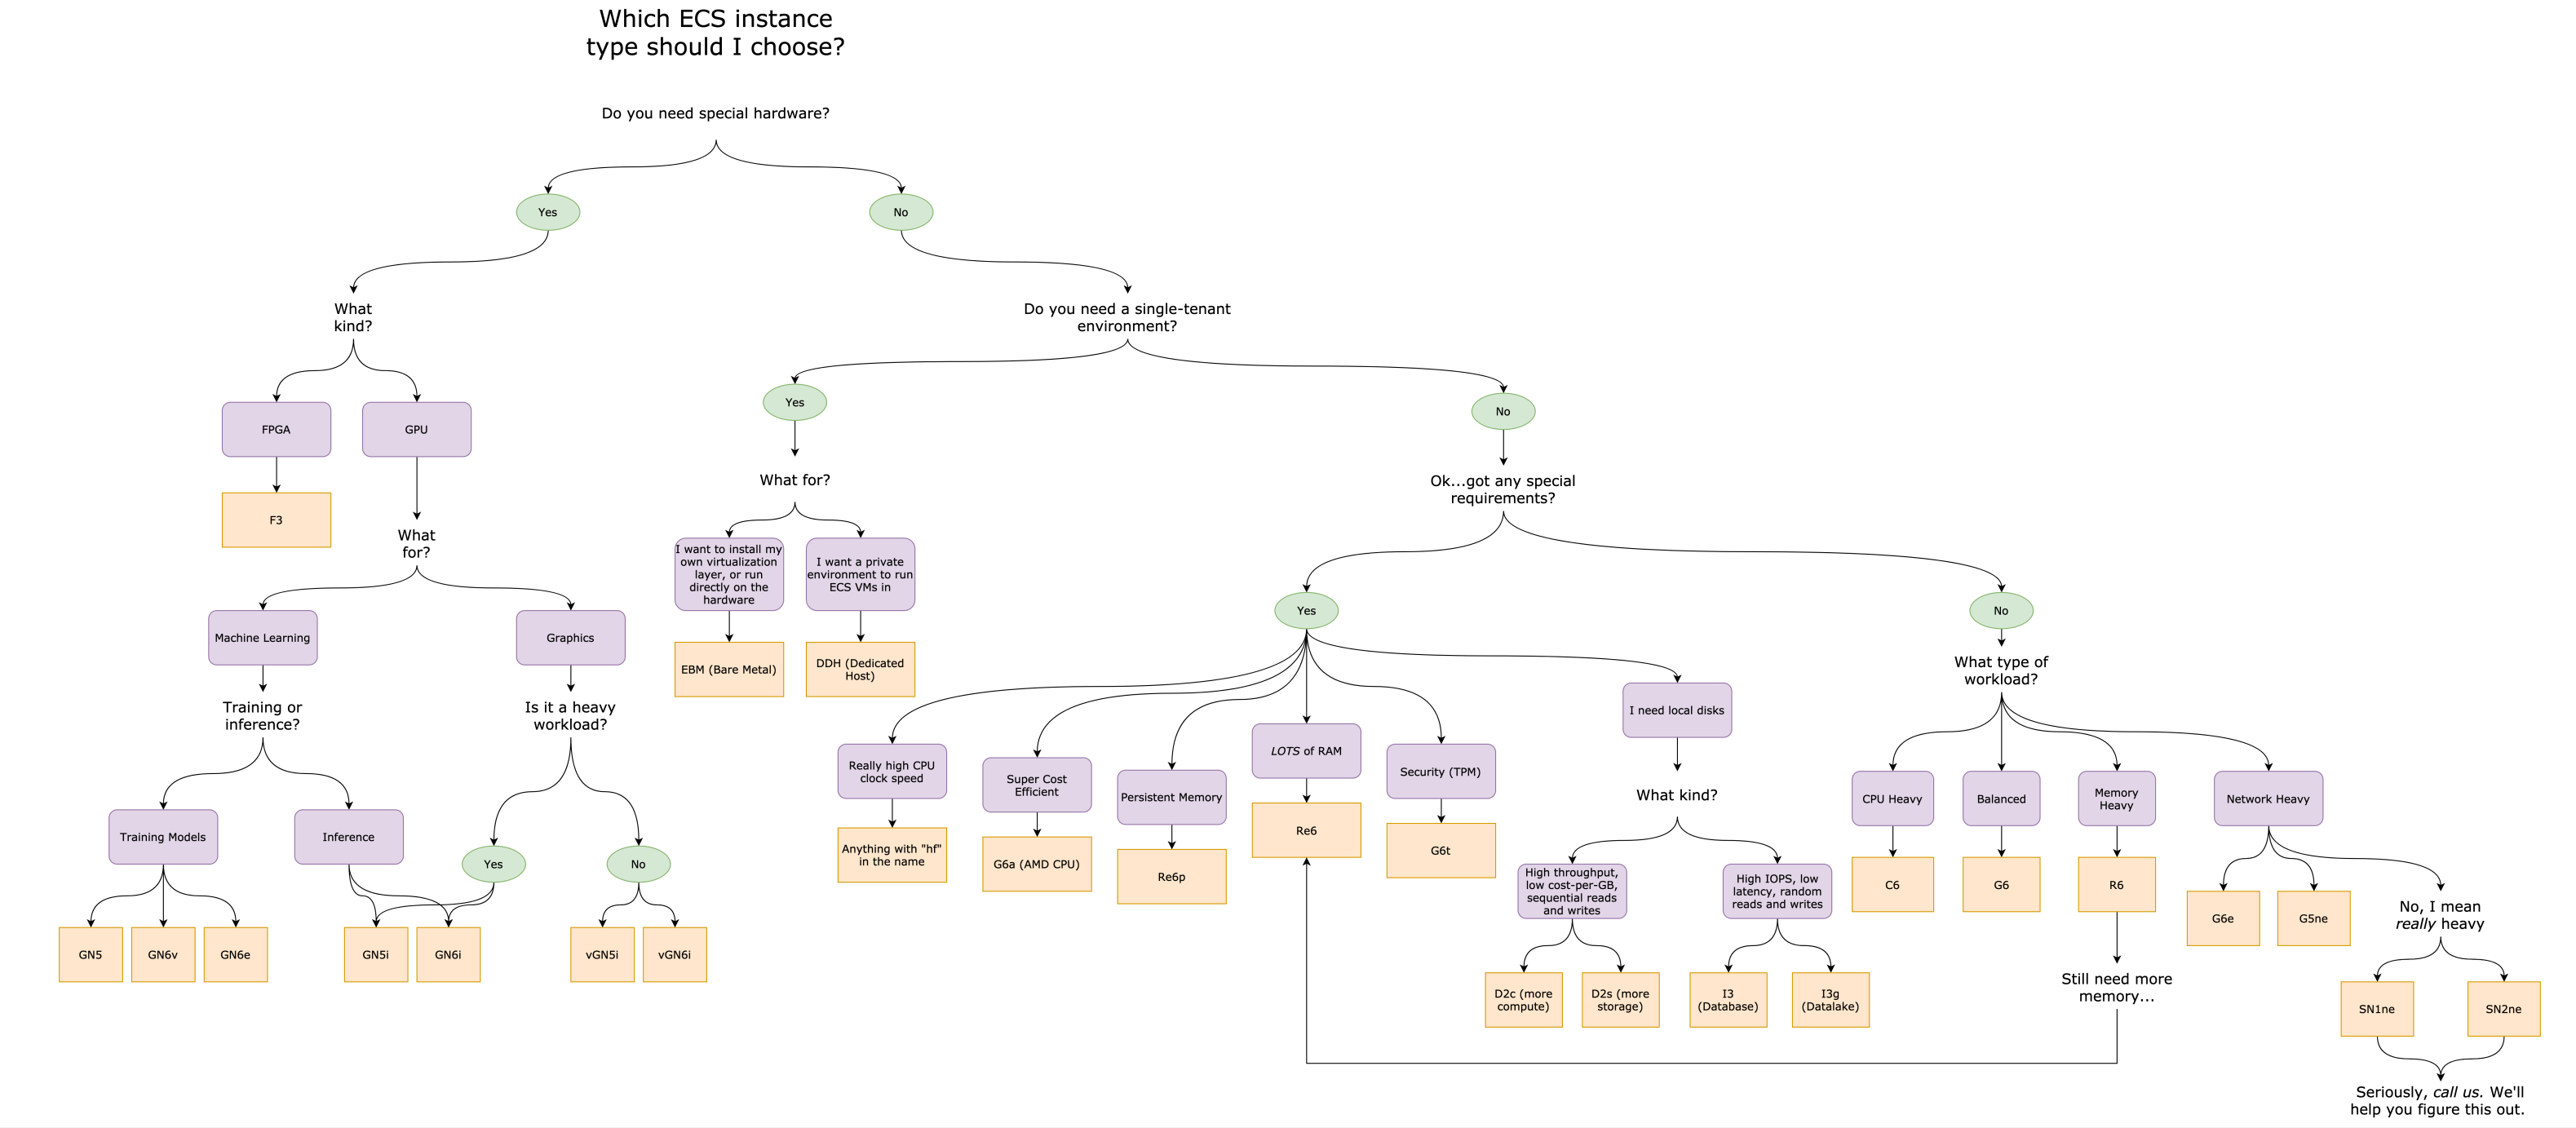 Which ECS instance
type should I choose?
Do you need special hardware?
Yes
No
What
kind?
Do you need a single-tenant
environment?
FPGA
GPU
Yes
No
F3
What for?
Ok...got any special
requirements?
What
for?
I want to install my
own virtualization
layer, or run
directly on the
hardware
I want a private
environment to run
ECS VMs in
Machine Learning
Graphics
EBM (Bare Metal)
DDH (Dedicated
Host)
Yes
No
Training or
inference?
Is it a heavy
workload?
What type of
workload?
Really high CPU
clock speed
Super Cost
Efficient
Persistent Memory
LOTS of RAM
Security (TPM)
I need local disks
What kind?
CPU Heavy
Balanced
Memory
Heavy
Network Heavy
Training Models
Inference
Yes
No
Anything with "hf"
in the name
G6a (AMD CPU)
Re6p
Re6
G6t
High throughput,
low cost-per-GB,
sequential reads
and writes
High IOPS, low
latency, random
reads and writes
C6
G6
R6
G6e
G5ne
No, I mean
really heavy
GN5
GN6v
GN6e
GN5i
GN6i
vGN5i
vGN6i
D2c (more
compute)
D2s (more
storage)
I3
(Database)
I3g
(Datalake)
Still need more
memory...
SN1ne
SN2ne
Seriously, call us. We'll
help you figure this out.